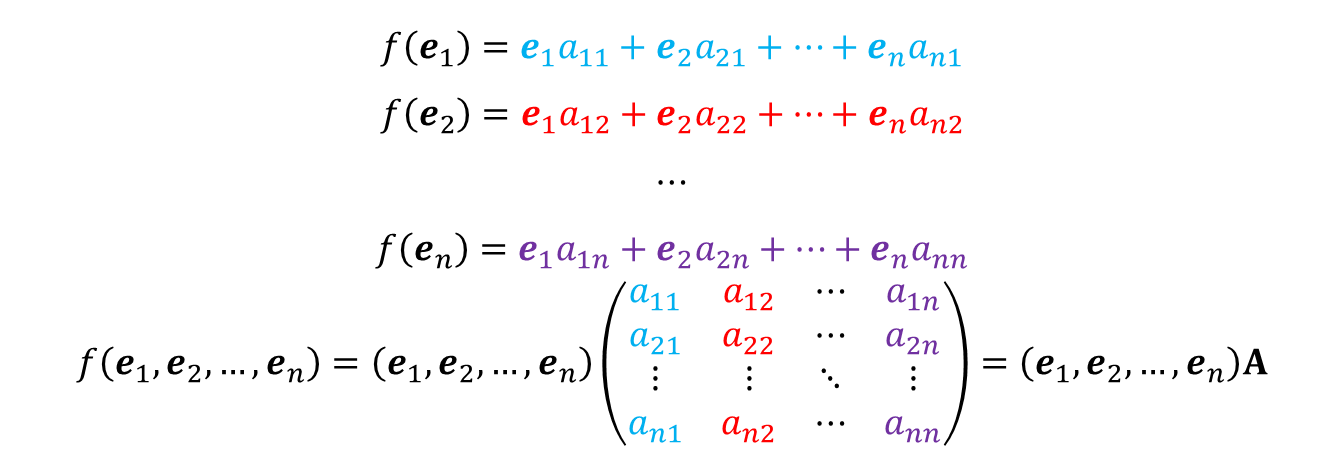 f(e₁) = e₁a₁₁ + e₂a₂₁ + ⋯ + eₙaₙ₁
f(e₂) = e₁a₁₂ + e₂a₂₂ + ⋯ + eₙaₙ₂
⋯
f(eₙ) = e₁a₁ₙ + e₂a₂ₙ + ⋯ + eₙaₙₙ
f(e₁, e₂, …, eₙ) = (e₁, e₂, …, eₙ) ( a₁₁ a₁₂ ⋯ a₁ₙ
a₂₁ a₂₂ ⋯ a₂ₙ
⋮ ⋮ ⋱ ⋮
aₙ₁ aₙ₂ ⋯ aₙₙ ) = (e₁, e₂, …, eₙ)A